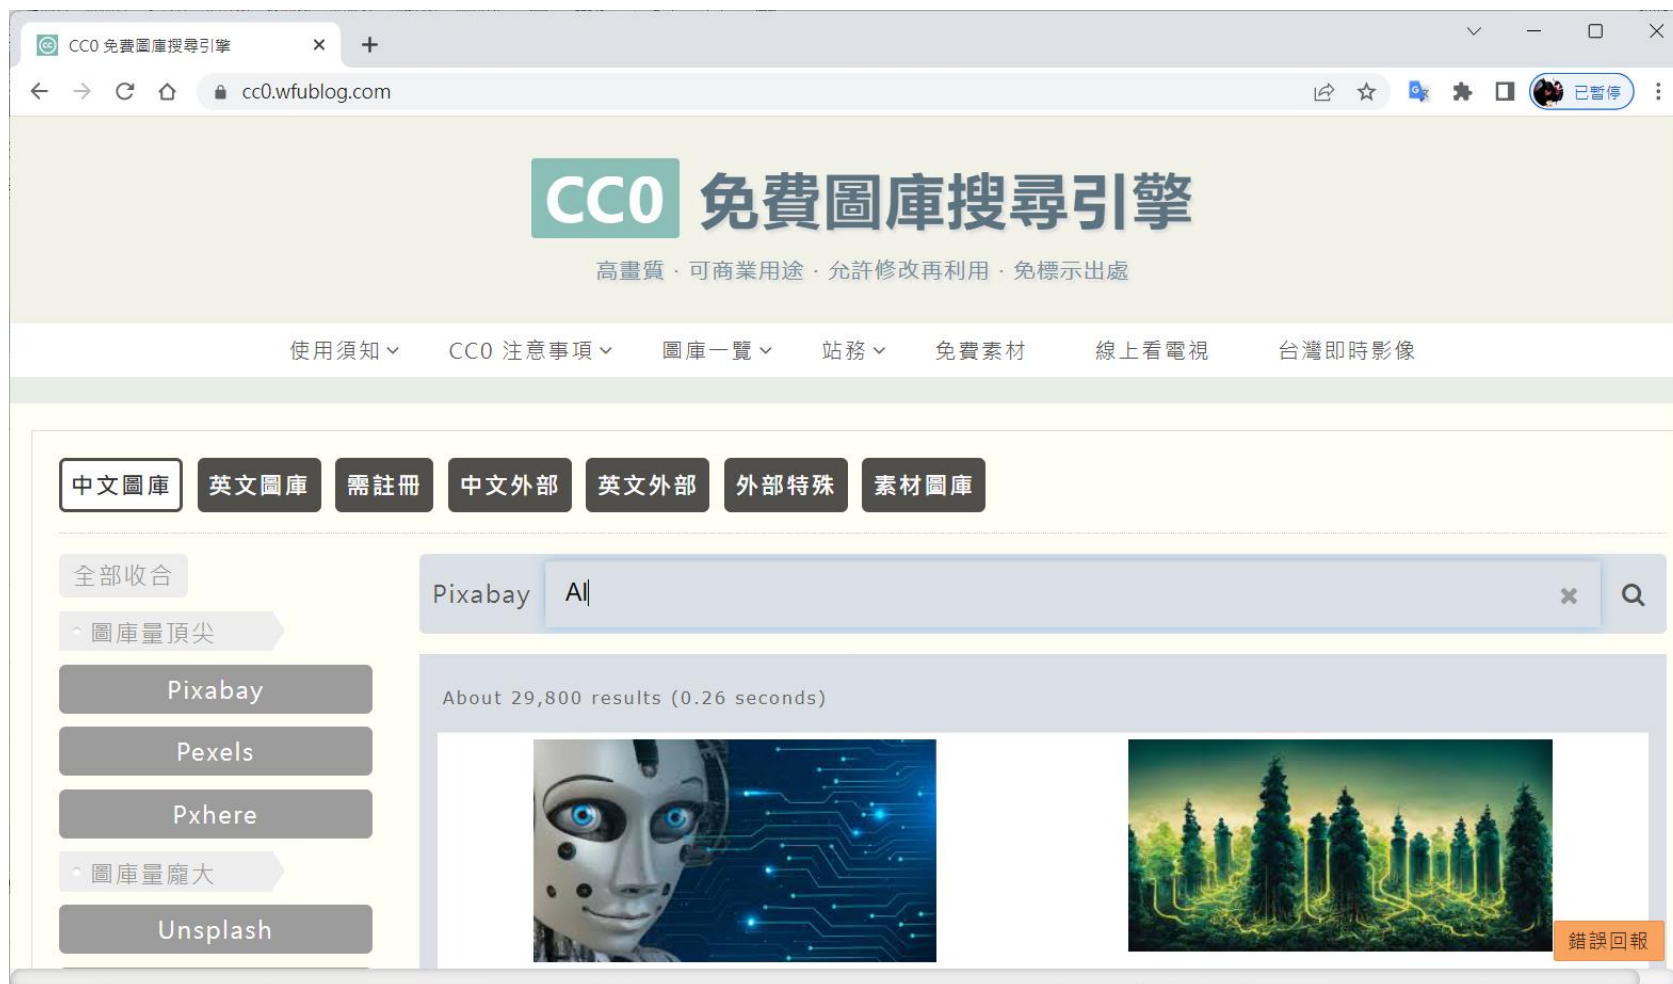 CC0 免費圖庫搜尋引擎
cc0.wfublog.com
已暫停
CC0 免費圖庫搜尋引擎
高畫質 · 可商業用途 · 允許修改再利用 · 免標示出處
使用須知 CC0 注意事項 圖庫一覽 站務 免費素材 線上看電視 台灣即時影像
中文圖庫 英文圖庫 需註冊 中文外部 英文外部 外部特殊 素材圖庫
全部收合
圖庫量頂尖
Pixabay
Pexels
Pxhere
圖庫量龐大
Unsplash
Pixabay AI
About 29,800 results (0.26 seconds)
錯誤回報